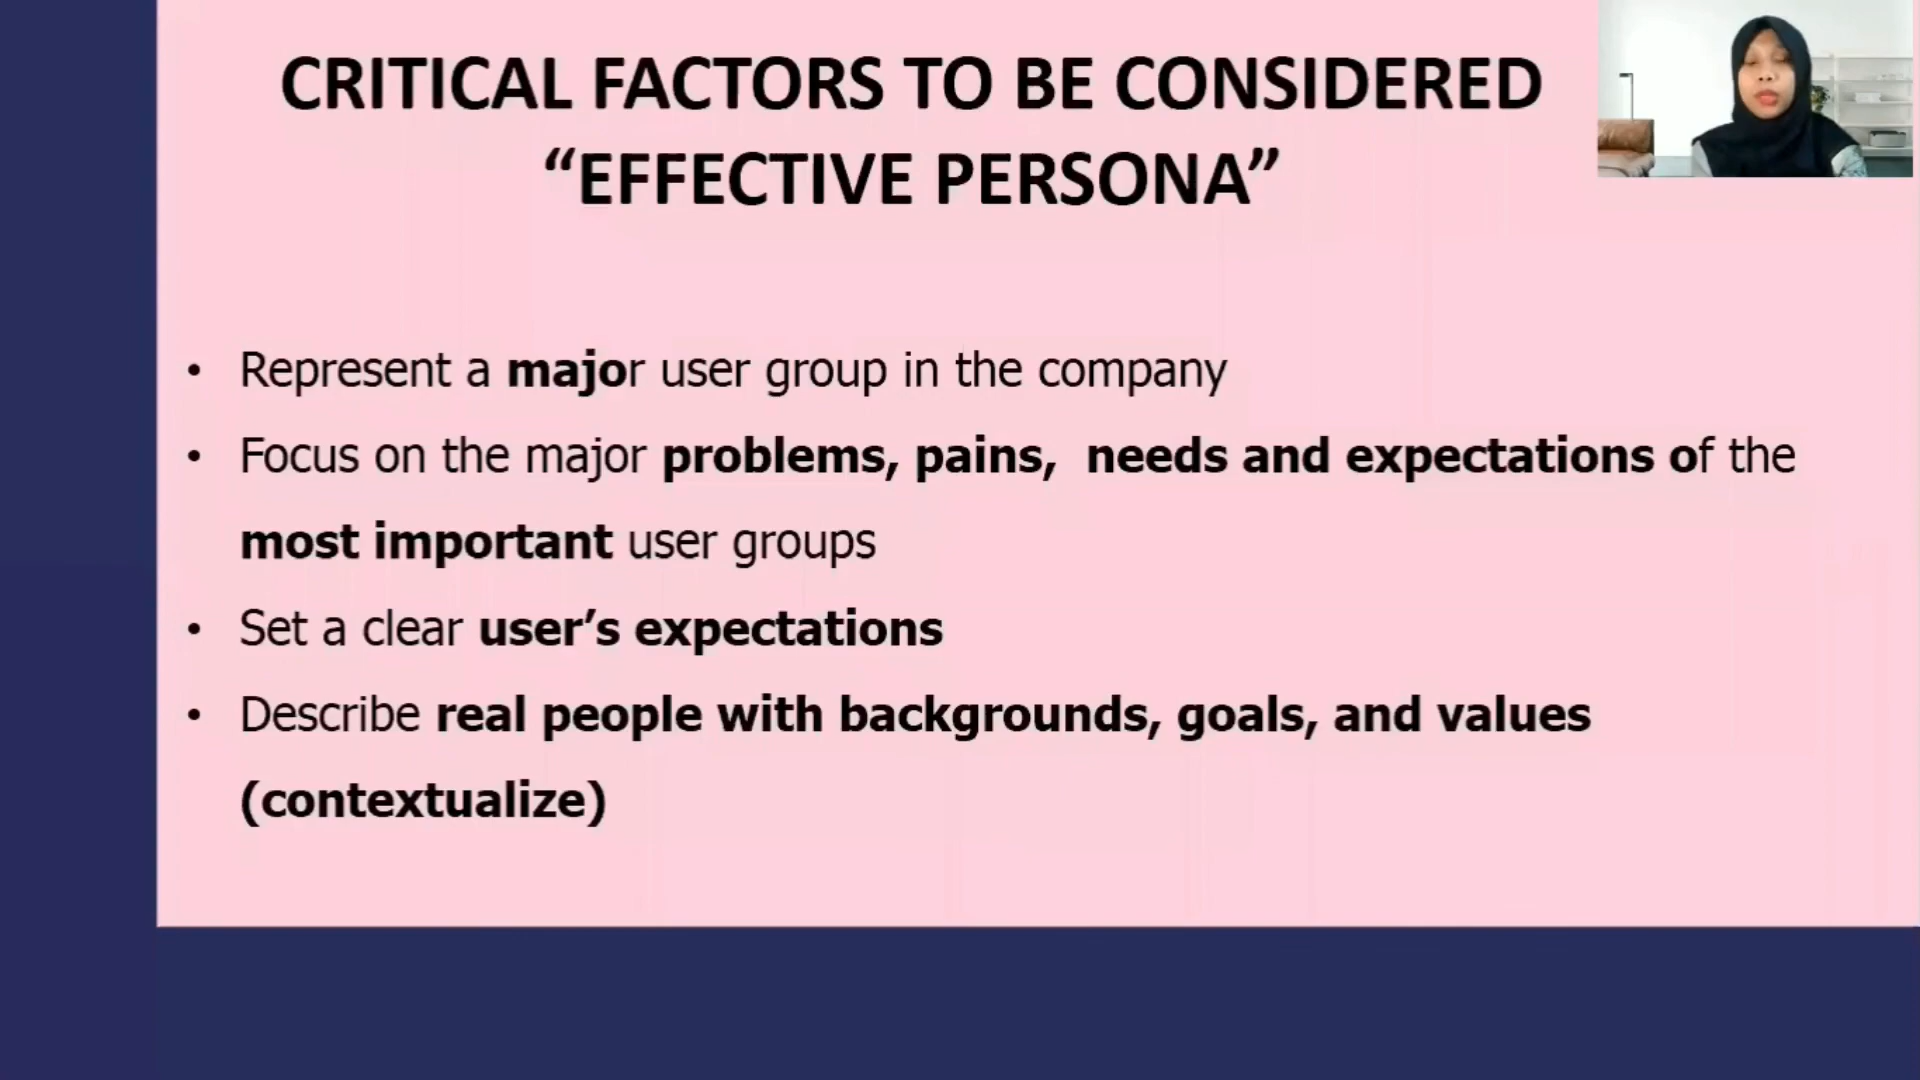 CRITICAL FACTORS TO BE CONSIDERED
“EFFECTIVE PERSONA”
• Represent a major user group in the company
• Focus on the major problems, pains, needs and expectations of the
most important user groups
• Set a clear user’s expectations
• Describe real people with backgrounds, goals, and values
(contextualize)